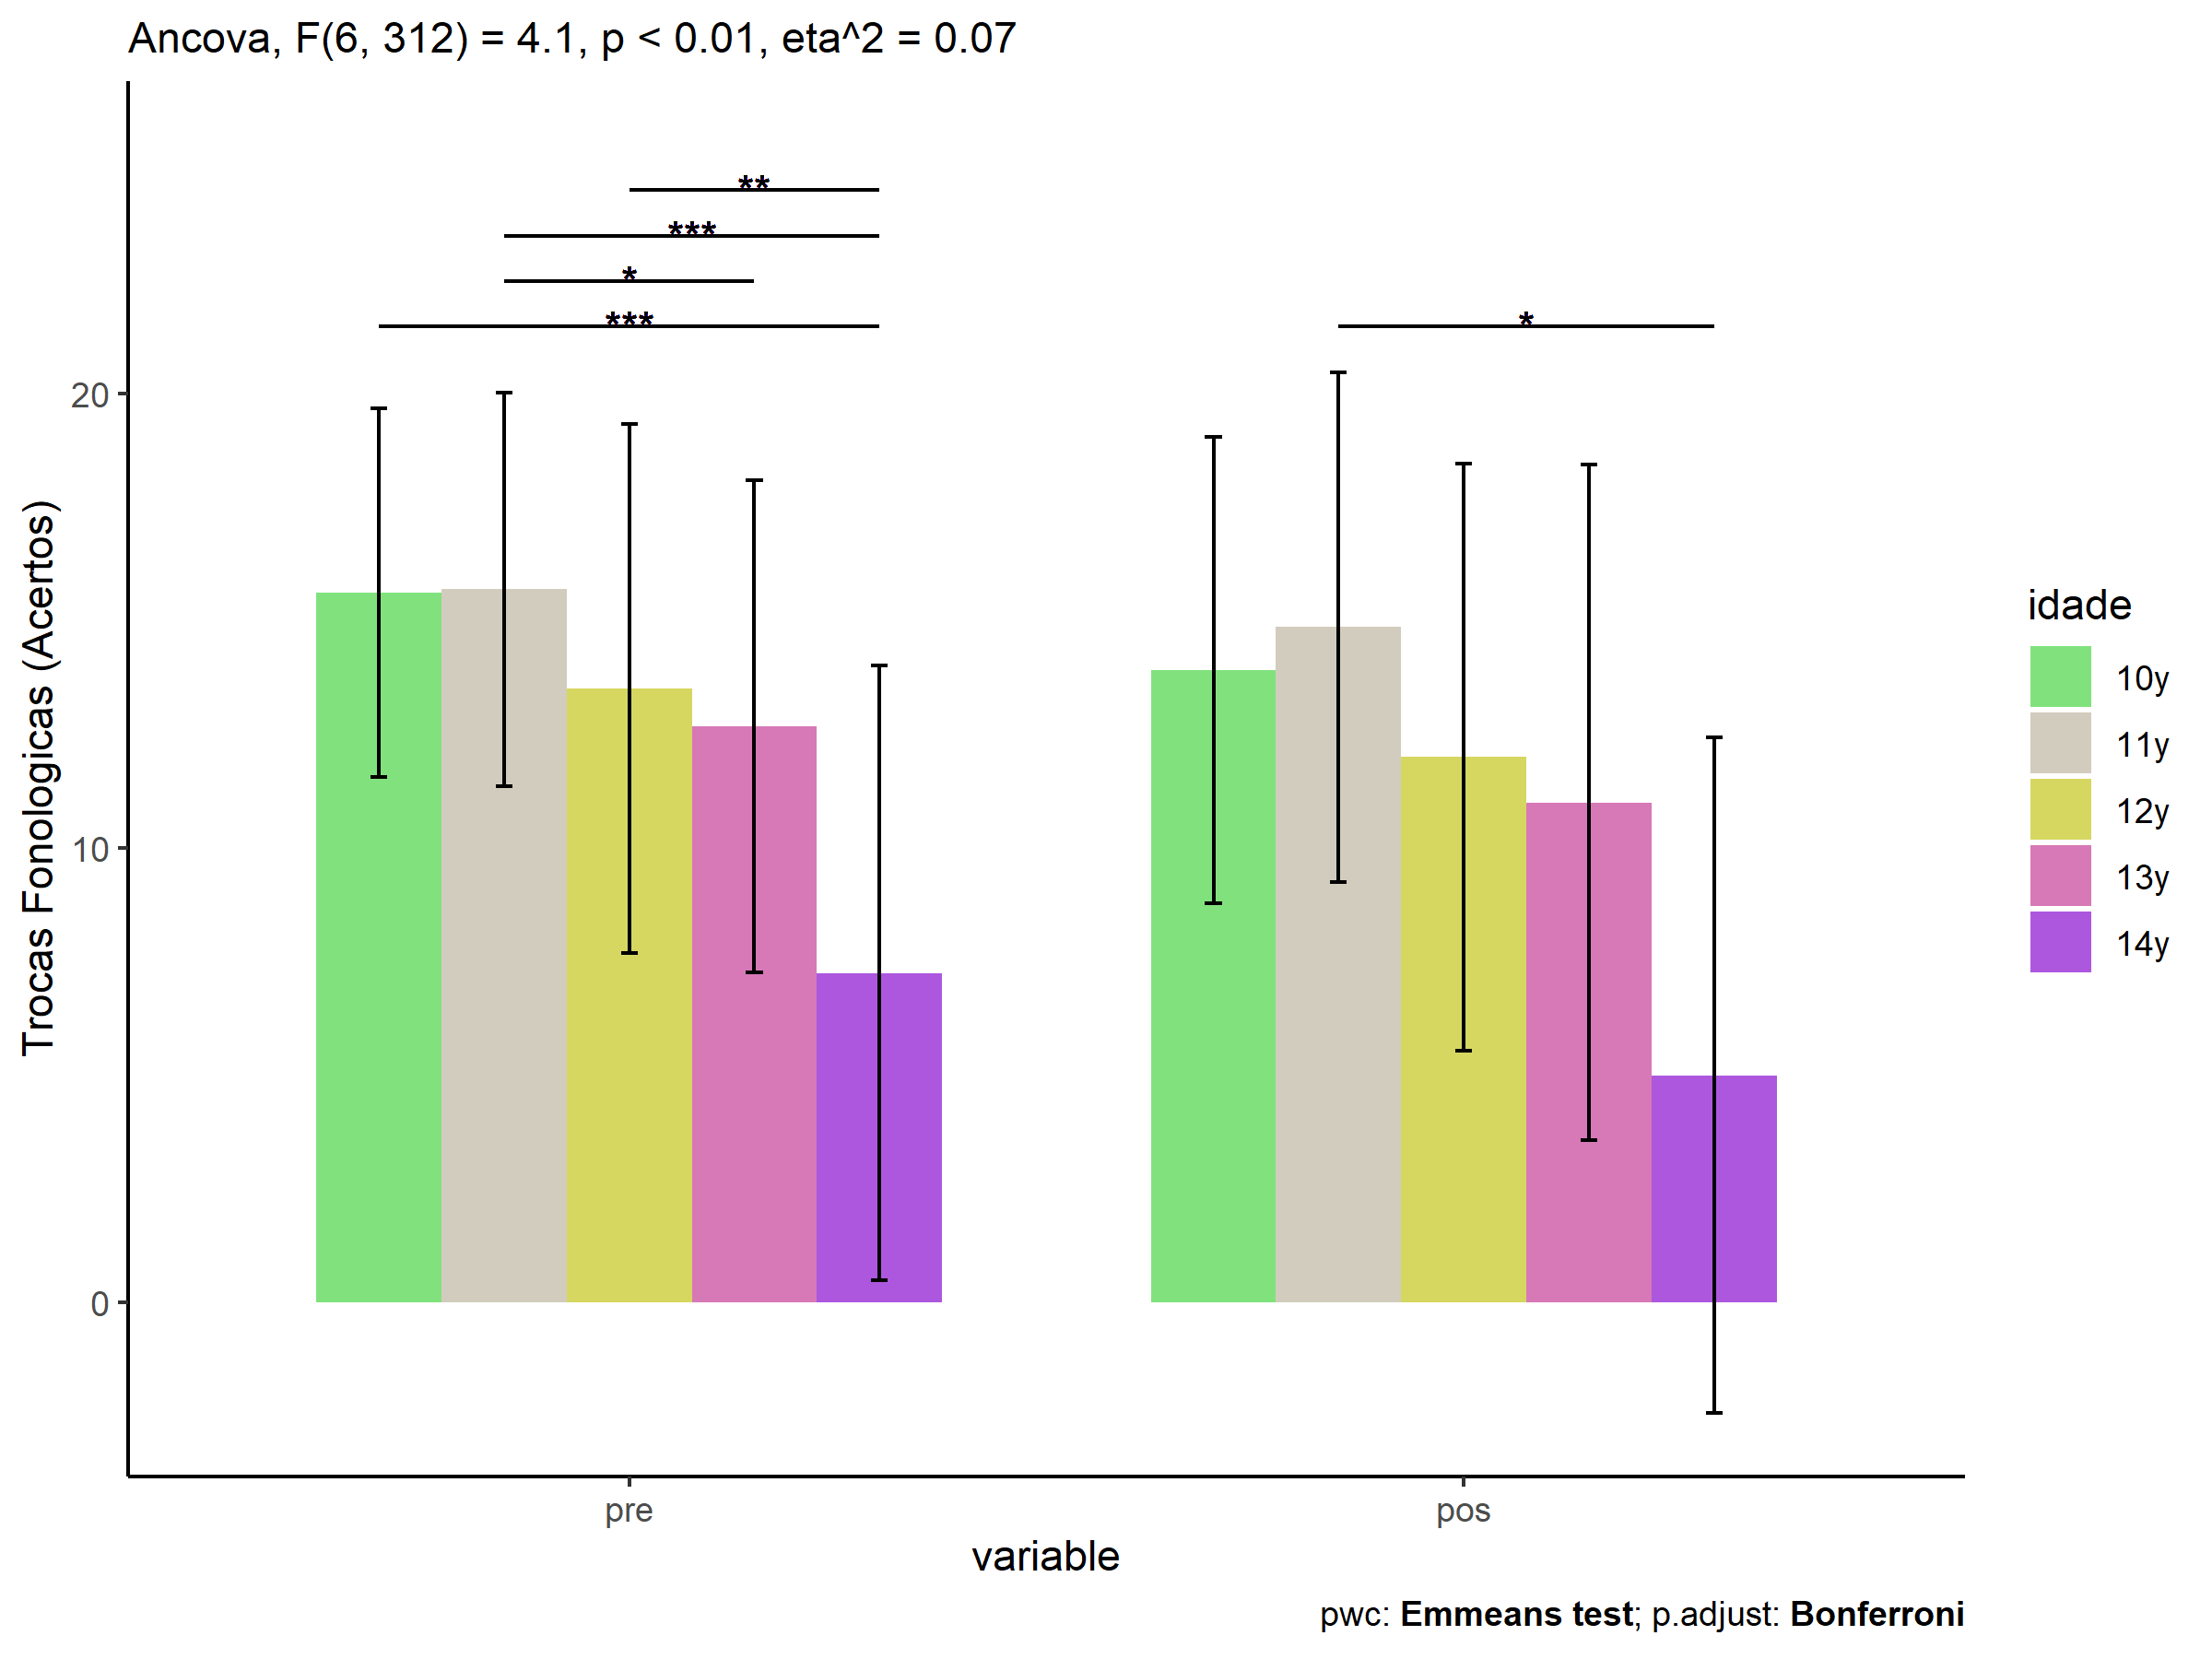 Ancova, F(6, 312) = 4.1, p < 0.01, eta^2 = 0.07
**
***
*
***
*
20
10
0
Trocas Fonologicas (Acertos)
pre
pos
variable
idade
10y
11y
12y
13y
14y
pwc: Emmeans test; p.adjust: Bonferroni